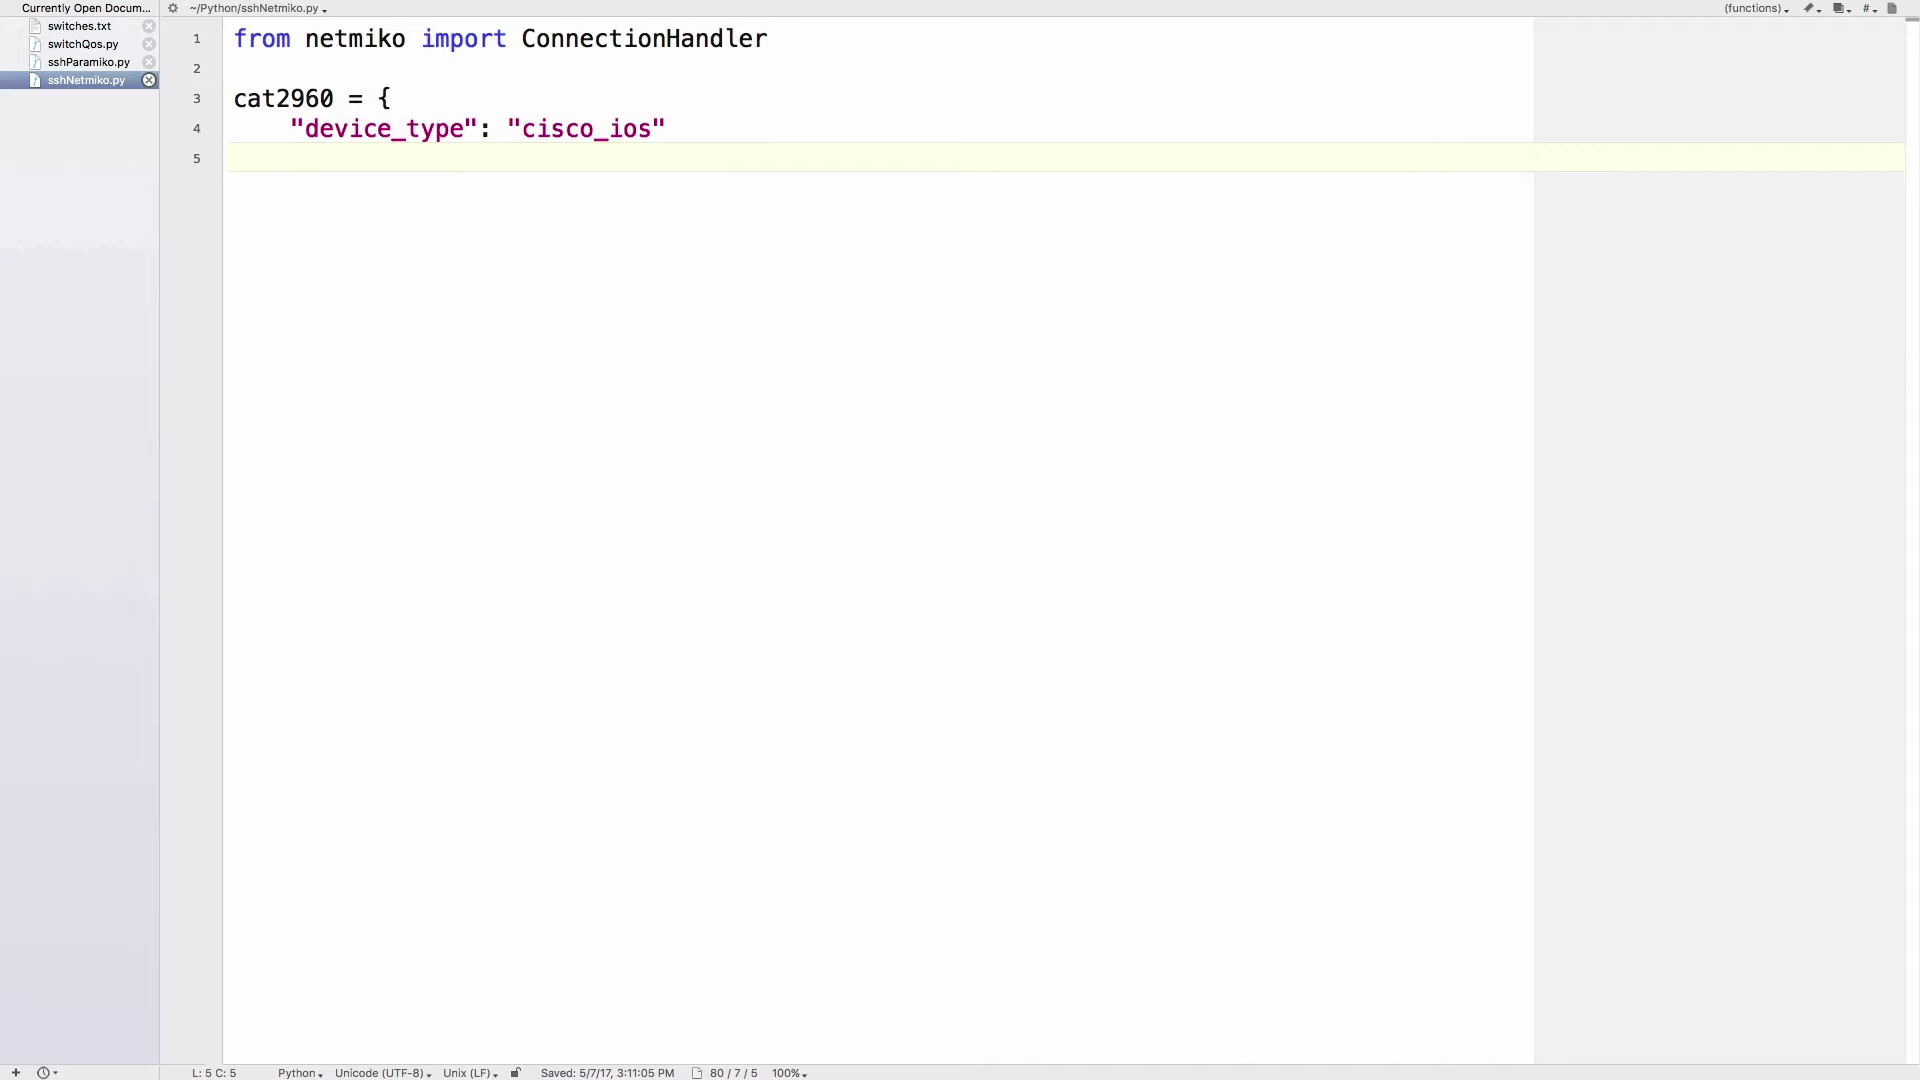 Currently Open Docum...
~/Python/sshNetmiko.py
(functions)
#
switches.txt
switchQos.py
sshParamiko.py
sshNetmiko.py
1 from netmiko import ConnectionHandler
2
3 cat2960 = {
4     "device_type": "cisco_ios"
5
+
L: 5 C: 5
Python
Unicode (UTF-8)
Unix (LF)
Saved: 5/7/17, 3:11:05 PM
80 / 7 / 5
100%